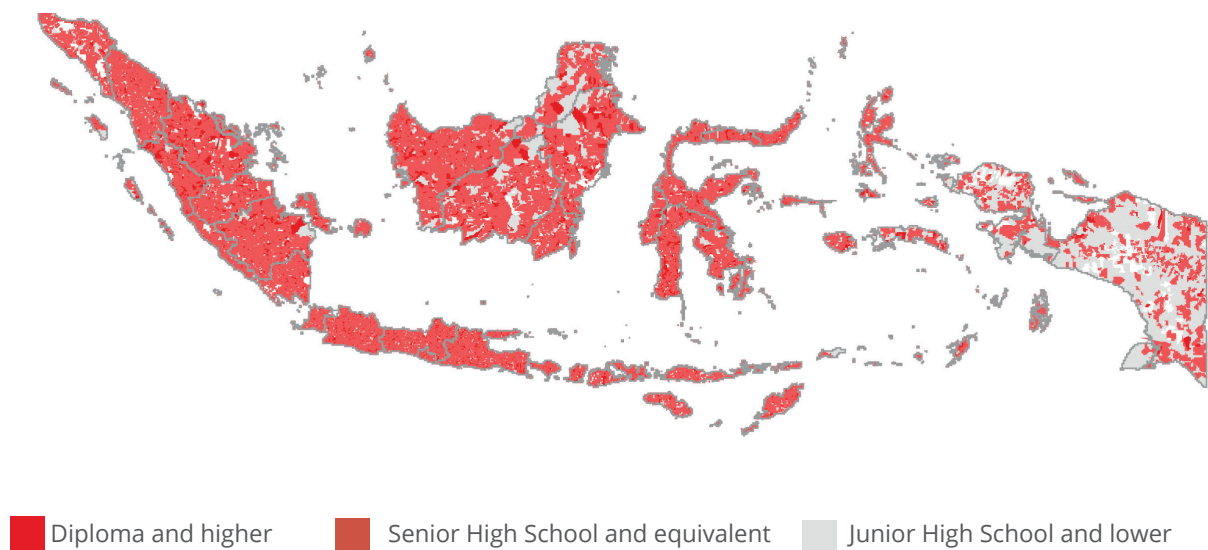 Diploma and higher
Senior High School and equivalent
Junior High School and lower